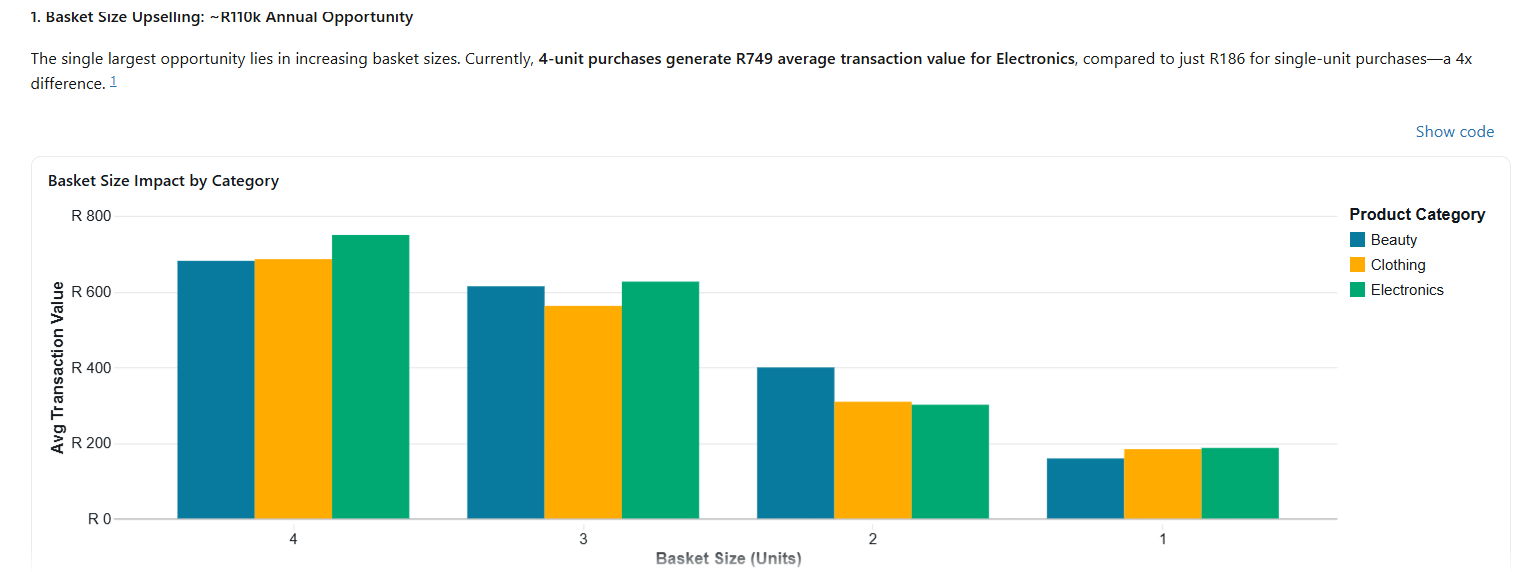 1. Basket Size Upselling: ~R110k Annual Opportunity
The single largest opportunity lies in increasing basket sizes. Currently, 4-unit purchases generate R749 average transaction value for Electronics, compared to just R186 for single-unit purchases—a 4x
difference. 1
Show code
Basket Size Impact by Category
Product Category
Beauty
Clothing
Electronics
Avg Transaction Value
R 800
R 600
R 400
R 200
R 0
4 3 2 1
Basket Size (Units)